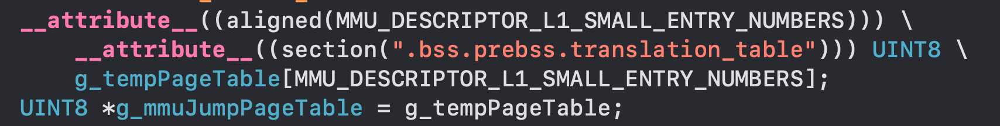 __attribute__((aligned(MMU_DESCRIPTOR_L1_SMALL_ENTRY_NUMBERS))) \
    __attribute__((section(".bss.prebss.translation_table"))) UINT8 \
    g_tempPageTable[MMU_DESCRIPTOR_L1_SMALL_ENTRY_NUMBERS];
UINT8 *g_mmuJumpPageTable = g_tempPageTable;